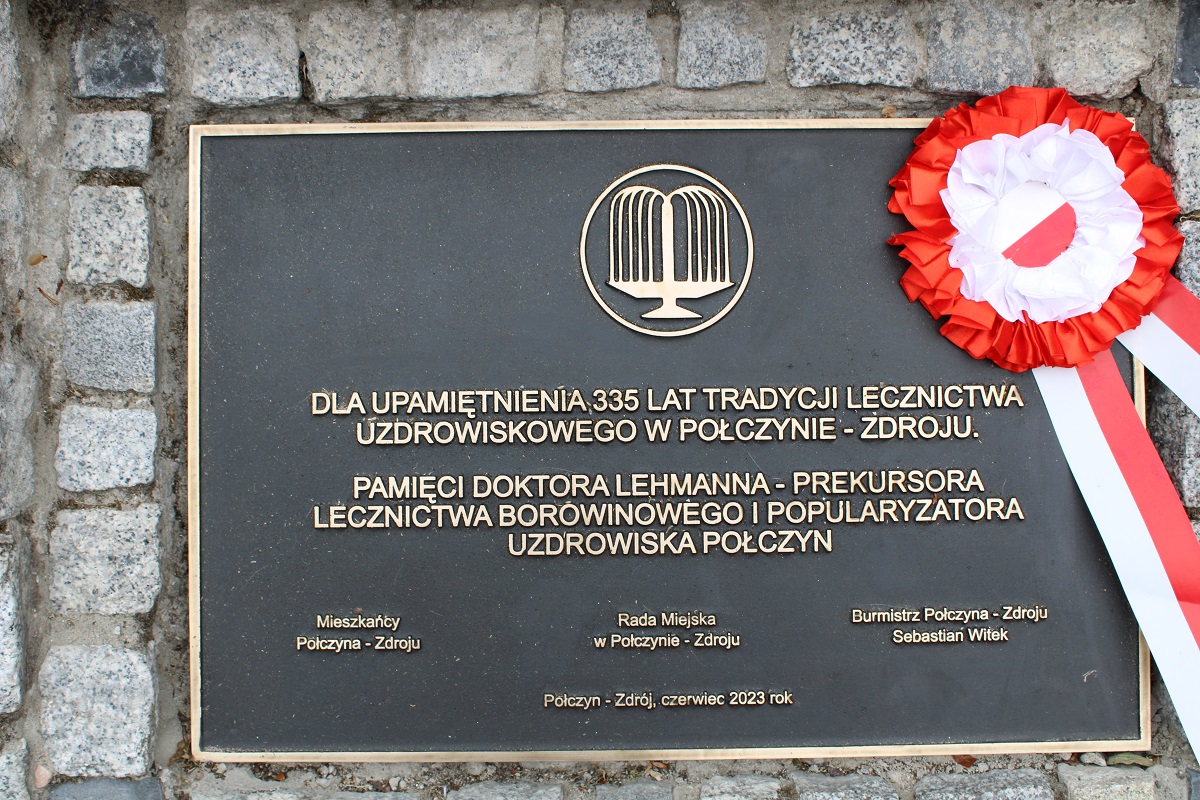 DLA UPAMIĘTNIENIA 335 LAT TRADYCJI LECZNICTWA
UZDROWISKOWEGO W POŁCZYNIE - ZDROJU.
PAMIĘCI DOKTORA LEHMANNA - PREKURSORA
LECZNICTWA BOROWINOWEGO I POPULARYZATORA
UZDROWISKA POŁCZYN
Mieszkańcy
Połczyna - Zdroju
Rada Miejska
w Połczynie - Zdroju
Burmistrz Połczyna - Zdroju
Sebastian Witek
Połczyn - Zdrój, czerwiec 2023 rok